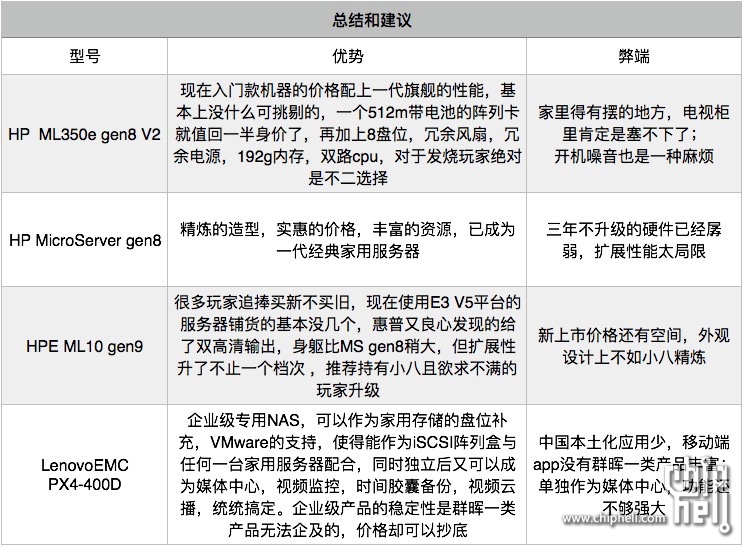 总结和建议
型号
优势
弊端
HP ML350e gen8 V2
现在入门款机器的价格配上一代旗舰的性能，基
本上没什么可挑剔的，一个512m带电池的阵列卡
就值回一半身价了，再加上8盘位，冗余风扇，冗
余电源，192g内存，双路cpu，对于发烧玩家绝对
是不二选择
家里得有摆的地方，电视柜
里肯定是塞不下了；
开机噪音也是一种麻烦
HP MicroServer gen8
精炼的造型，实惠的价格，丰富的资源，已成为
一代经典家用服务器
三年不升级的硬件已经孱
弱，扩展性能太局限
HPE ML10 gen9
很多玩家追捧买新不买旧，现在使用E3 V5平台的
服务器铺货的基本没几个，惠普又良心发现的给
了双高清输出，身躯比MS gen8稍大，但扩展性
升了不止一个档次 ，推荐持有小八且欲求不满的
玩家升级
新上市价格还有空间，外观
设计上不如小八精炼
LenovoEMC
PX4-400D
企业级专用NAS，可以作为家用存储的盘位补
充，VMware的支持，使得能作为iSCSI阵列盒与
任何一台家用服务器配合，同时独立后又可以成
为媒体中心，视频监控，时间胶囊备份，视频云
播，统统搞定。企业级产品的稳定性是群晖一类
产品无法企及的，价格却可以抄底
中国本土化应用少，移动端
app没有群晖一类产品丰富；
单独作为媒体中心，功能还
不够强大
chip
hell
www.chiphell.com